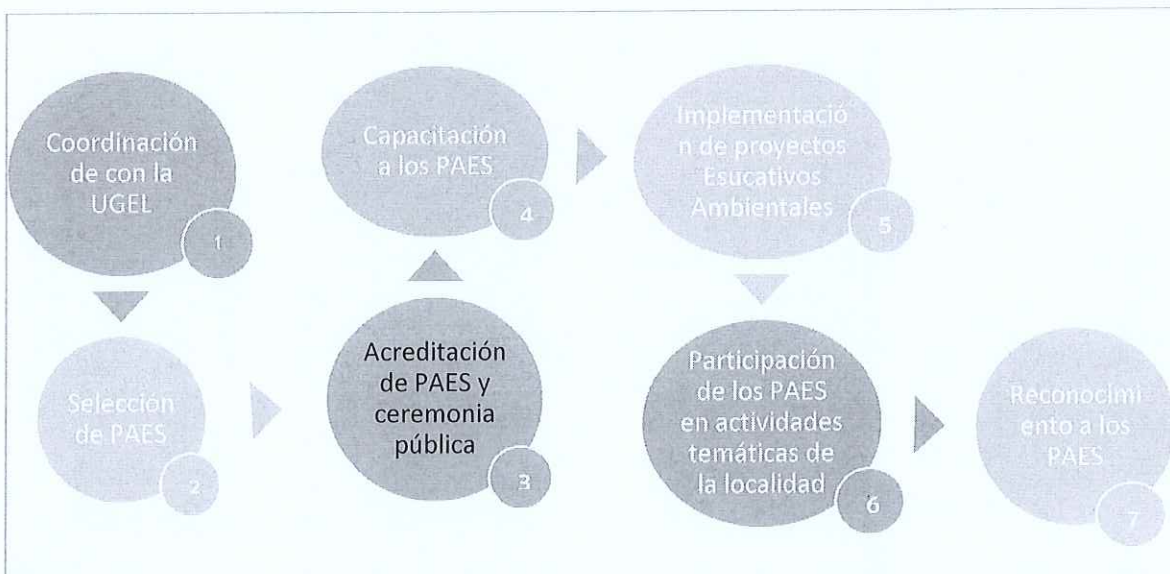 Coordinación
de con la
UGEL
1
Selección
de PAES
2
Acreditación
de PAES y
ceremonia
pública
3
Capacitación
a los PAES
4
Implementació
n de proyectos
Esucativos
Ambientales
5
Participación
de los PAES
en actividades
temáticas de
la localidad
6
Reconocimi
ento a los
PAES
7